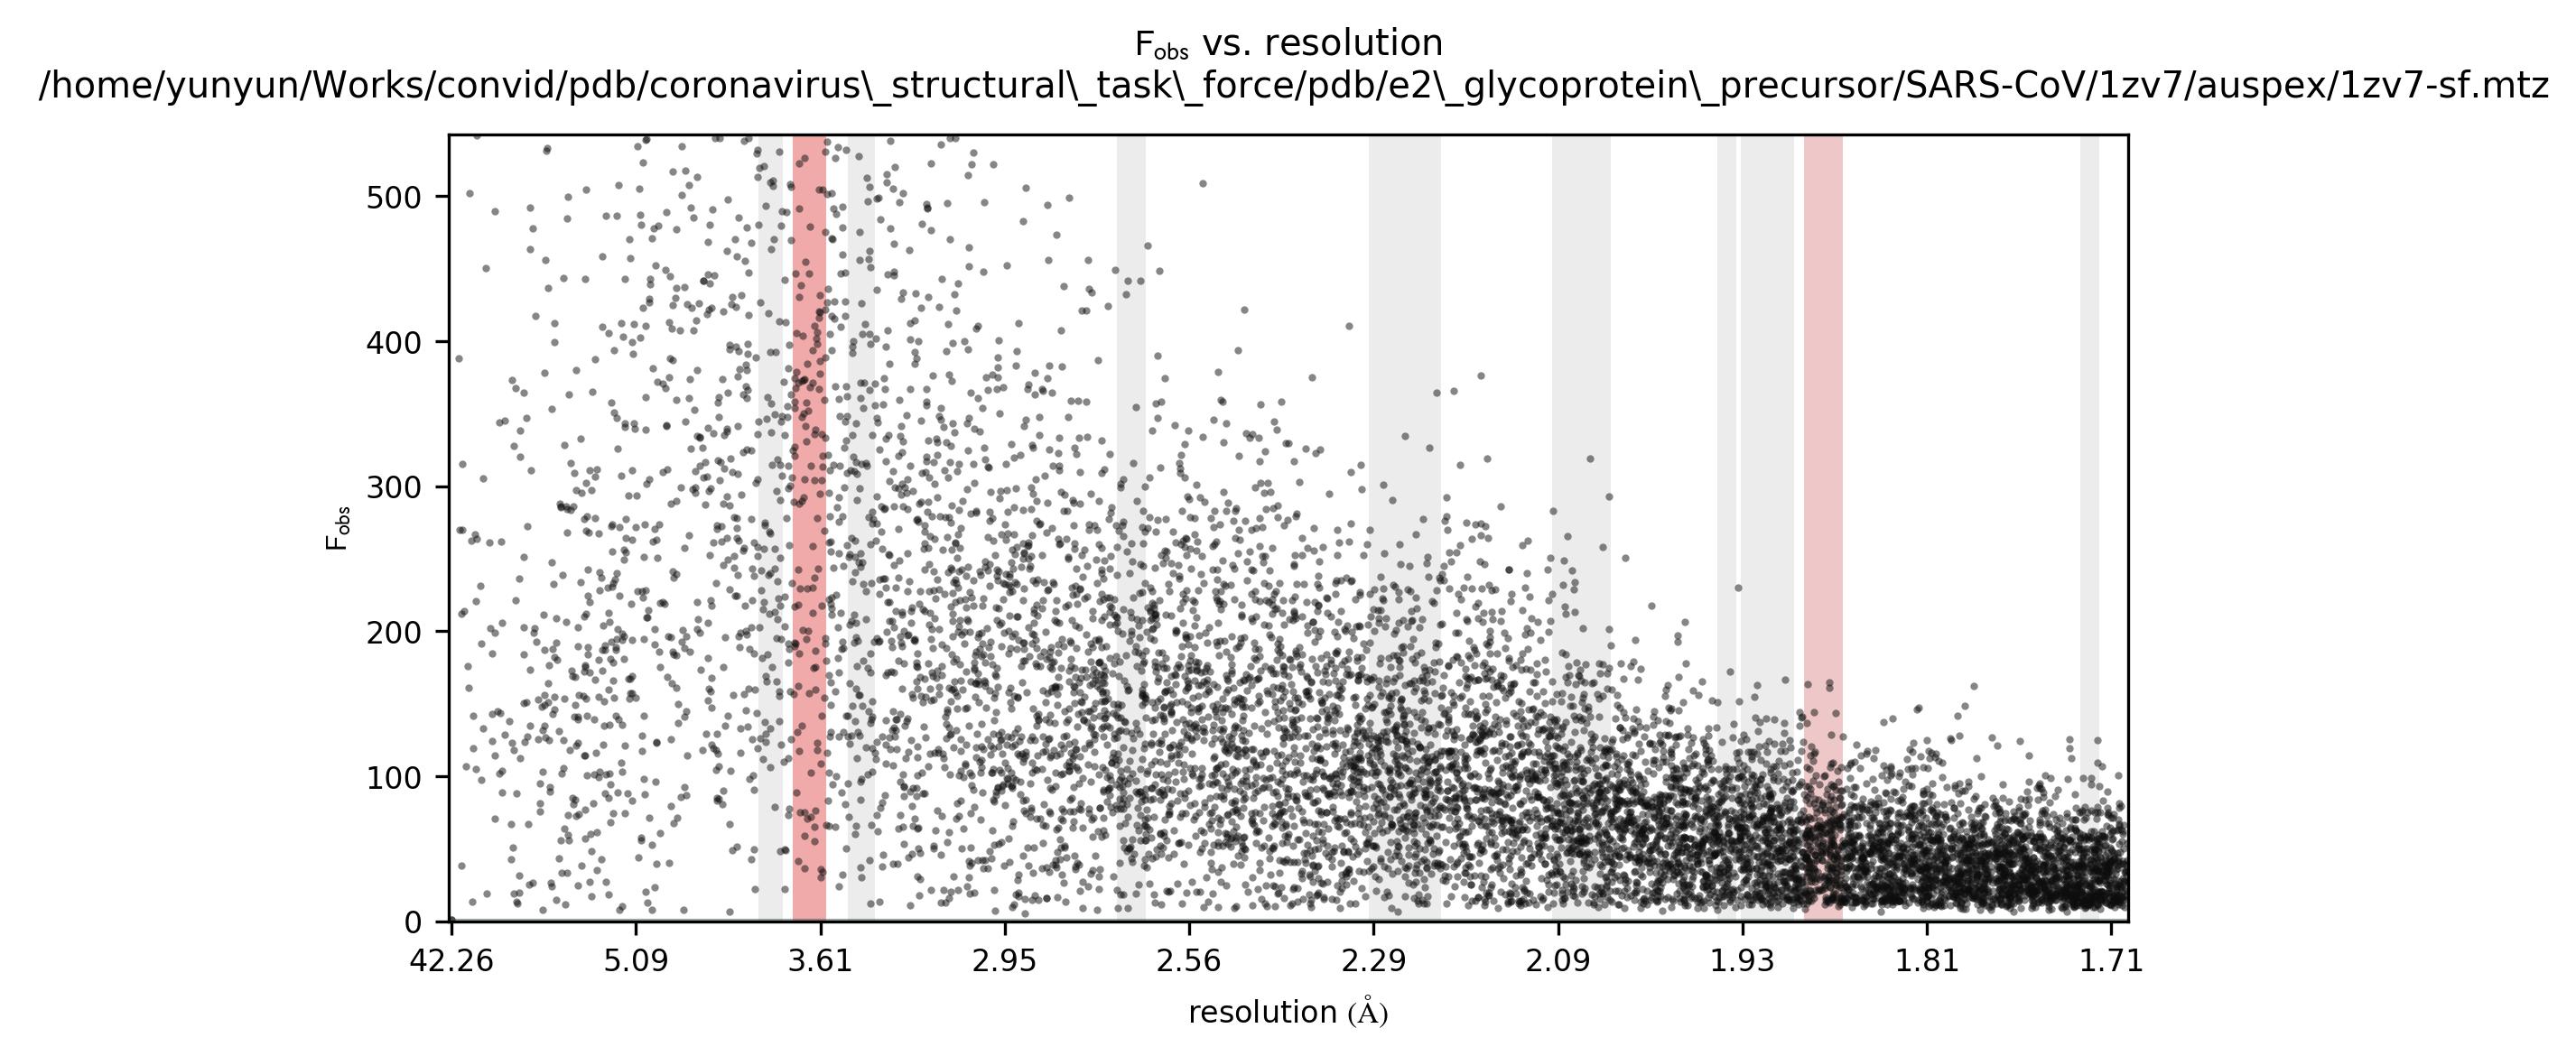 Fobs vs. resolution
/home/yunyun/Works/convid/pdb/coronavirus\_structural\_task\_force/pdb/e2\_glycoprotein\_precursor/SARS-CoV/1zv7/auspex/1zv7-sf.mtz
500
400
300
200
100
0
Fobs
42.26 5.09 3.61 2.95 2.56 2.29 2.09 1.93 1.81 1.71
resolution (Å)